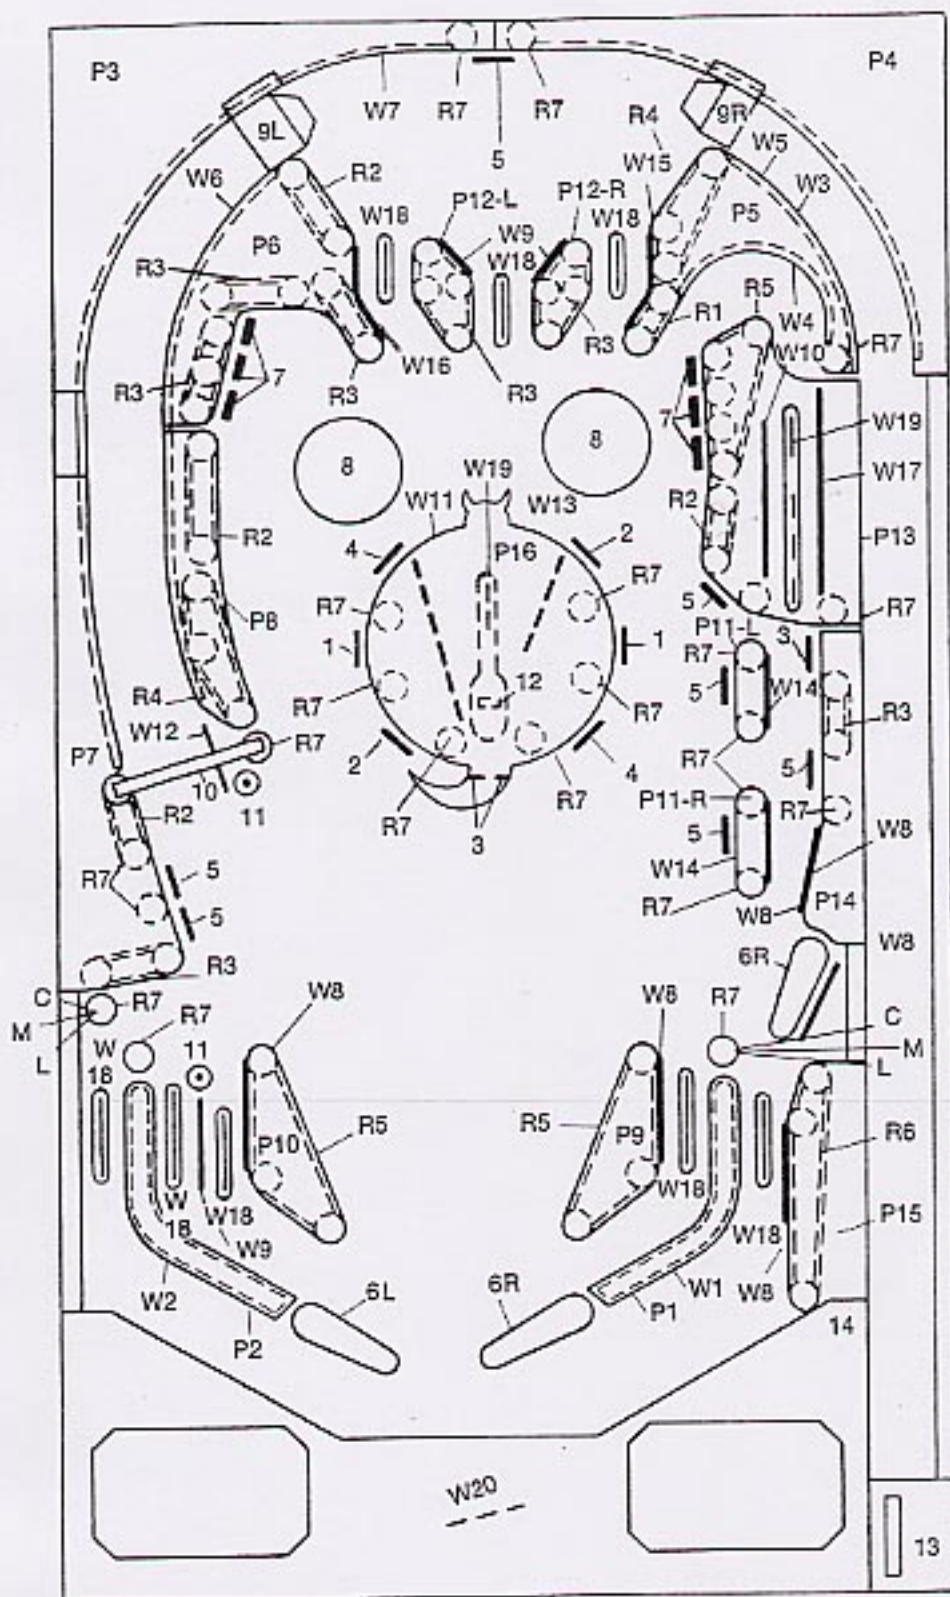 P3
P4
9L
W7
R7
R7
R4
9R
W5
5
W6
R2
W15
W3
P12-L
P12-R
W18
W9
W18
W18
P5
P6
R3
R5
W4
R1
W10
R7
R3
W16
R3
7
R3
R3
7
W19
8
8
W19
W17
W11
W13
R2
R2
P13
4
P16
2
R7
R7
5
R7
P8
P11-L
3
1
1
R7
R7
12
5
W14
R4
R7
R3
W12
R7
P7
2
4
R7
5
10
R7
P11-R
R2
11
R7
R7
3
5
W8
R7
5
W14
5
R7
W8
P14
W8
R3
6R
C
R7
W8
W8
R7
M
R7
C
L
W
11
M
18
L
R5
R5
R6
P10
P9
W
18
W18
W18
W18
P15
W9
W2
W1
W8
6L
6R
P2
P1
14
W20
13